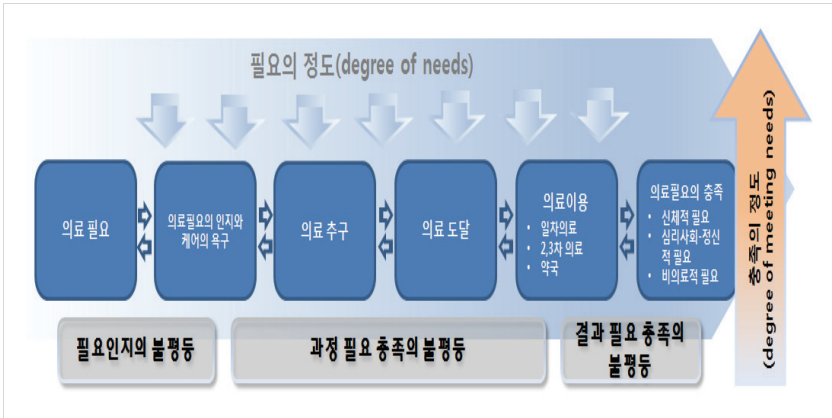 필요의 정도(degree of needs)
의료 필요
의료필요의 인지와
케어의 욕구
의료 추구
의료 도달
의료이용
• 일차의료
• 2,3차 의료
• 약국
의료필요의 충족
• 신체적 필요
• 심리사회-정신
적 필요
• 비의료적 필요
충족의 정도
(degree of meeting needs)
필요인지의 불평등
과정 필요 충족의 불평등
결과 필요 충족의
불평등